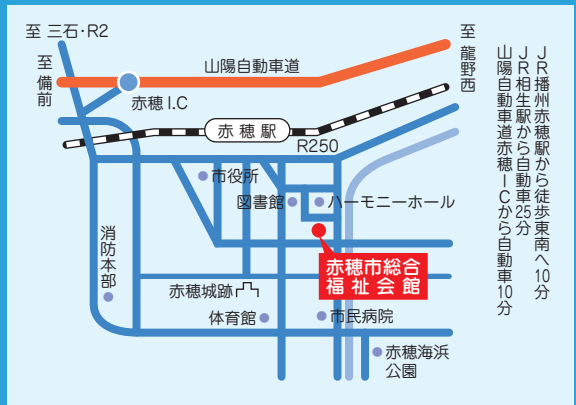 至 三石・R2
至 備前
山陽自動車道
至 龍野西
赤穂 I.C
赤 穂 駅
R250
市役所
図書館
ハーモニーホール
消防本部
赤穂市総合
福 祉 会 館
赤穂城跡
体育館
市民病院
赤穂海浜
公園
JR播州赤穂駅から徒歩東南へ10分
JR相生駅から自動車25分
山陽自動車道赤穂ICから自動車10分